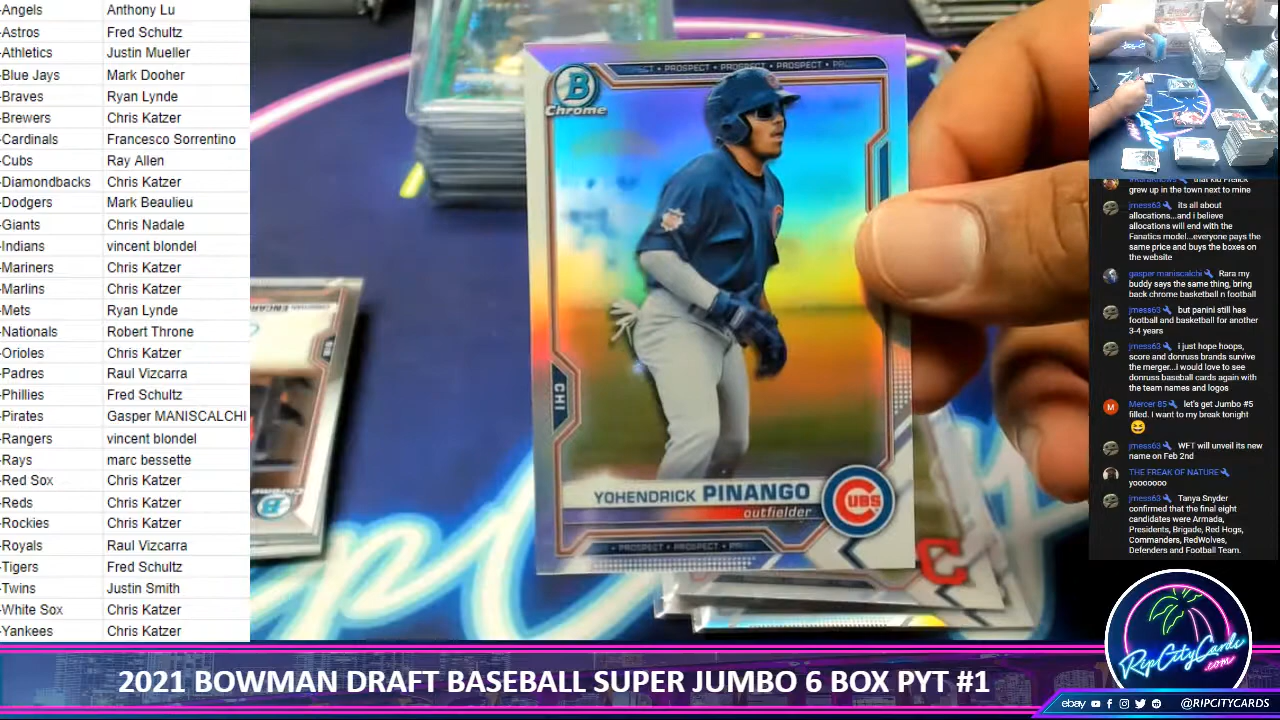 -Angels Anthony Lu
-Astros Fred Schultz
-Athletics Justin Mueller
-Blue Jays Mark Dooher
-Braves Ryan Lynde
-Brewers Chris Katzer
-Cardinals Francesco Sorrentino
-Cubs Ray Allen
-Diamondbacks Chris Katzer
-Dodgers Mark Beaulieu
-Giants Chris Nadale
-Indians vincent blondel
-Mariners Chris Katzer
-Marlins Chris Katzer
-Mets Ryan Lynde
-Nationals Robert Throne
-Orioles Chris Katzer
-Padres Raul Vizcarra
-Phillies Fred Schultz
-Pirates Gasper MANISCALCHI
-Rangers vincent blondel
-Rays marc bessette
-Red Sox Chris Katzer
-Reds Chris Katzer
-Rockies Chris Katzer
-Royals Raul Vizcarra
-Tigers Fred Schultz
-Twins Justin Smith
-White Sox Chris Katzer
-Yankees Chris Katzer
PROSPECT • PROSPECT • PROSPECT
B
Chrome
CHI
YOHENDRICK PINANGO
outfielder
CUBS
• PROSPECT • PROSPECT •
C
Chrome
grew up in the town next to mine
jmess63 its all about
allocations...and i believe
allocations will end with the
Fanatics model...everyone pays the
same price and buys the boxes on
the website
gasper maniscalchi Rara my
buddy says the same thing, bring
back chrome basketball n football
jmess63 but panini still has
football and basketball for another
3-4 years
jmess63 i just hope hoops,
score and donruss brands survive
the merger...i would love to see
donruss baseball cards again with
the team names and logos
M Mercer 85 let's get Jumbo #5
filled. I want to my break tonight
jmess63 WFT will unveil its new
name on Feb 2nd
THE FREAK OF NATURE
yooooooo
jmess63 Tanya Snyder
confirmed that the final eight
candidates were Armada,
Presidents, Brigade, Red Hogs,
Commanders, RedWolves,
Defenders and Football Team.
RipCityCards
.com
2021 BOWMAN DRAFT BASEBALL SUPER JUMBO 6 BOX PYT #1
ebay @RIPCITYCARDS